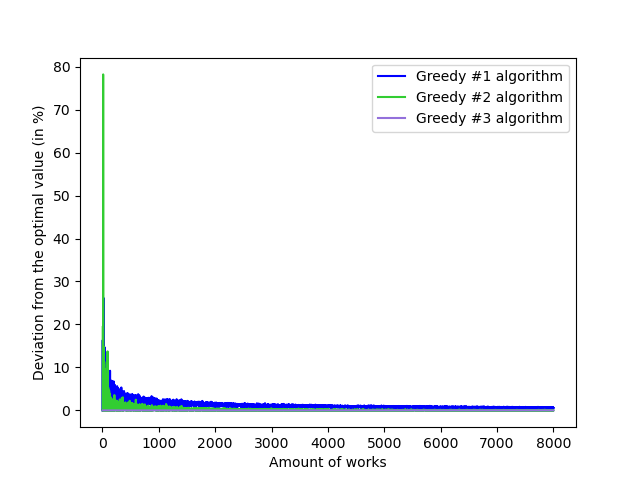 Greedy #1 algorithm
Greedy #2 algorithm
Greedy #3 algorithm
80
70
60
50
40
30
20
10
0
Deviation from the optimal value (in %)
0 1000 2000 3000 4000 5000 6000 7000 8000
Amount of works